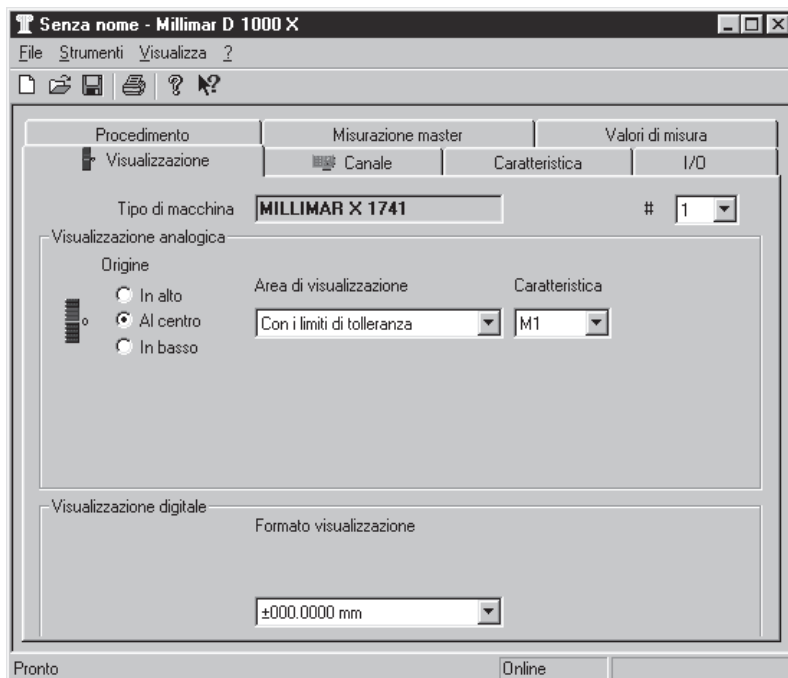 Senza nome - Millimar D 1000 X
File Strumenti Visualizza ?
Procedimento Misurazione master Valori di misura
Visualizzazione Canale Caratteristica I/O
Tipo di macchina MILLIMAR X 1741 # 1
Visualizzazione analogica
Origine
Area di visualizzazione Caratteristica
In alto
Al centro Con i limiti di tolleranza M1
In basso
Visualizzazione digitale
Formato visualizzazione
±000.0000 mm
Pronto Online